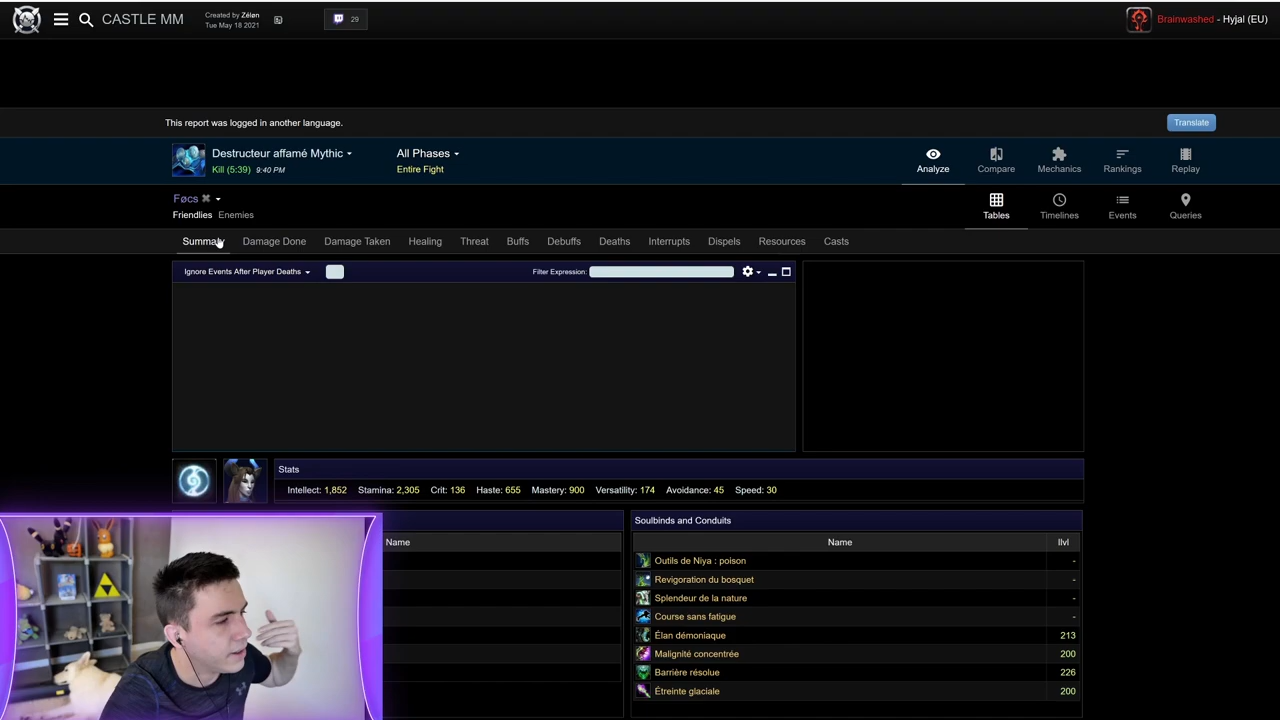 CASTLE MM
Created by Zéløn
Tue May 18 2021
29
Brainwashed - Hyjal (EU)
This report was logged in another language.
Translate
Destructeur affamé Mythic
Kill (5:39) 9:40 PM
All Phases
Entire Fight
Analyze
Compare
Mechanics
Rankings
Replay
Føcs
Friendlies Enemies
Tables
Timelines
Events
Queries
Summary Damage Done Damage Taken Healing Threat Buffs Debuffs Deaths Interrupts Dispels Resources Casts
Ignore Events After Player Deaths
Filter Expression:
Stats
Intellect: 1,852 Stamina: 2,305 Crit: 136 Haste: 655 Mastery: 900 Versatility: 174 Avoidance: 45 Speed: 30
Name
Soulbinds and Conduits
Name Ilvl
Outils de Niya : poison -
Revigoration du bosquet -
Splendeur de la nature -
Course sans fatigue -
Élan démoniaque 213
Malignité concentrée 200
Barrière résolue 226
Étreinte glaciale 200